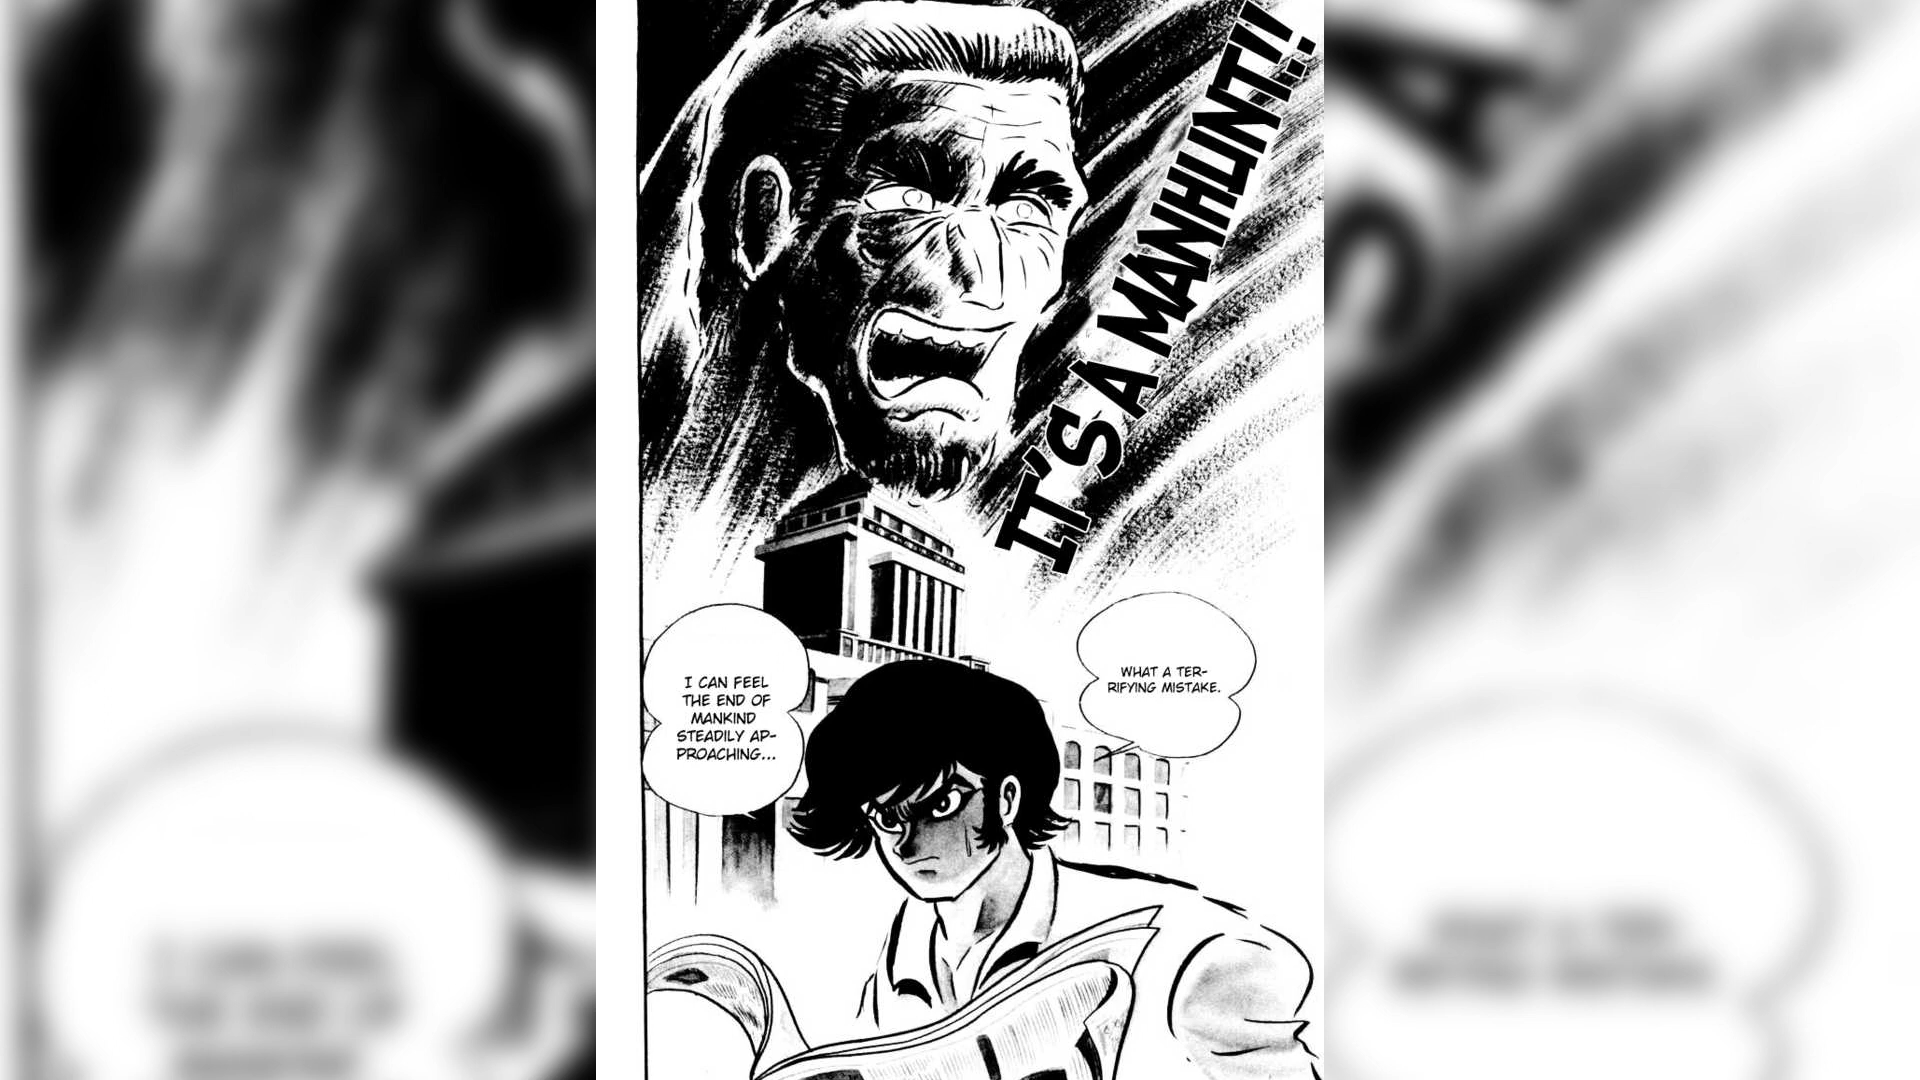 IT'S A MANHUNT!!
I CAN FEEL
THE END OF
MANKIND
STEADILY AP-
PROACHING...
WHAT A TER-
RIFYING MISTAKE.